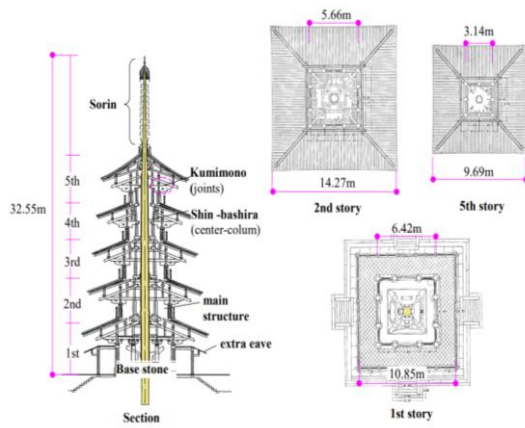 Sorin
5th
4th
3rd
2nd
1st
32.55m
Kumimono
(joints)
Shin -bashira
(center-colum)
main
structure
extra eave
Base stone
Section
5.66m
14.27m
2nd story
3.14m
9.69m
5th story
6.42m
10.85m
1st story